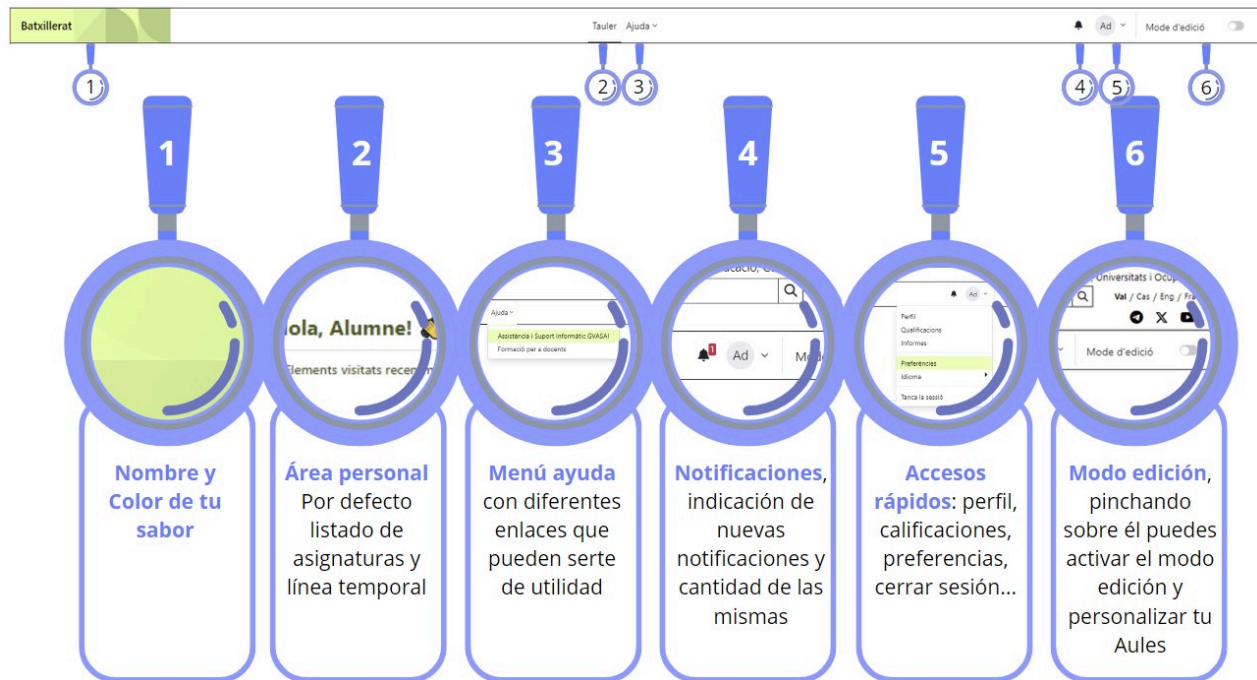 Batxillerat
Tauler Ajuda
Ad Mode d'edició
1 2 3 4 5 6
1 2 3 4 5 6
Hola, Alumne!
Elements visitats
Ajuda
Assistència i Suport Informàtic GVASAI
Formació per a docents
Ad
Ad
Perfil
Qualificacions
Informes
Preferències
Idioma
Tanca la sessió
Universitats i
Val / Cas / Eng / Fra
Mode d'edició
Nombre y
Color de tu
sabor
Área personal
Por defecto
listado de
asignaturas y
línea temporal
Menú ayuda
con diferentes
enlaces que
pueden serte
de utilidad
Notificaciones,
indicación de
nuevas
notificaciones y
cantidad de las
mismas
Accesos
rápidos: perfil,
calificaciones,
preferencias,
cerrar sesión...
Modo edición,
pinchando
sobre él puedes
activar el modo
edición y
personalizar tu
Aules